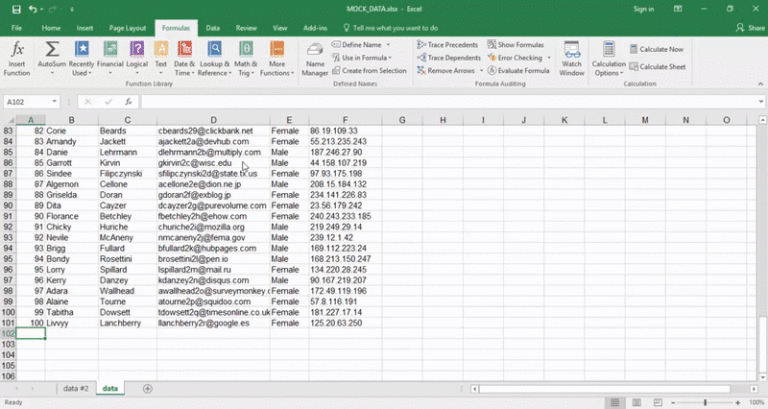 MOCK_DATA.xlsx - Excel
Sign in
File Home Insert Page Layout Formulas Data Review View Add-ins Tell me what you want to do Share
Insert Function
AutoSum
Recently Used
Financial
Logical
Text
Date & Time
Lookup & Reference
Math & Trig
More Functions
Function Library
Name Manager
Define Name
Use in Formula
Create from Selection
Defined Names
Trace Precedents
Trace Dependents
Remove Arrows
Show Formulas
Error Checking
Evaluate Formula
Formula Auditing
Watch Window
Calculation Options
Calculate Now
Calculate Sheet
Calculation
A102 fx
A B C D E F G H I J K L M N O
83 82 Corie Beards cbeards29@clickbank.net Female 86.19.109.33
84 83 Amandy Jackett ajackett2a@devhub.com Female 55.213.235.243
85 84 Danie Lehrmann dlehrmann2b@multiply.com Male 187.246.27.90
86 85 Garrott Kirvin gkirvin2c@wisc.edu Male 44.158.107.219
87 86 Sindee Filipczynski sfilipczynski2d@state.tx.us Female 97.93.175.198
88 87 Algernon Cellone acellone2e@dion.ne.jp Male 208.15.184.132
89 88 Griselda Doran gdoran2f@exblog.jp Female 234.141.226.83
90 89 Dita Cayzer dcayzer2g@purevolume.com Female 23.56.179.242
91 90 Florance Betchley fbetchley2h@ehow.com Female 240.243.233.185
92 91 Chicky Huriche churiche2i@mozilla.org Male 219.249.29.14
93 92 Nevile McAneny nmcaneny2j@fema.gov Male 239.12.1.42
94 93 Brigg Fullard bfullard2k@hubpages.com Male 169.112.223.24
95 94 Bondy Rosettini brosettini2l@pen.io Male 168.213.150.247
96 95 Lorry Spillard lspillard2m@mail.ru Female 134.220.28.245
97 96 Kerry Danzey kdanzey2n@disqus.com Male 90.167.219.207
98 97 Adara Wallhead awallhead2o@surveymonkey.c Female 172.49.119.196
99 98 Alaine Tourne atourne2p@squidoo.com Female 57.8.116.191
100 99 Tabitha Dowsett tdowsett2q@timesonline.co.uk Female 181.227.17.14
101 100 Livvyy Lanchberry llanchberry2r@google.es Female 125.20.63.250
102
103
104
105
106
data #2 data
Ready 100%